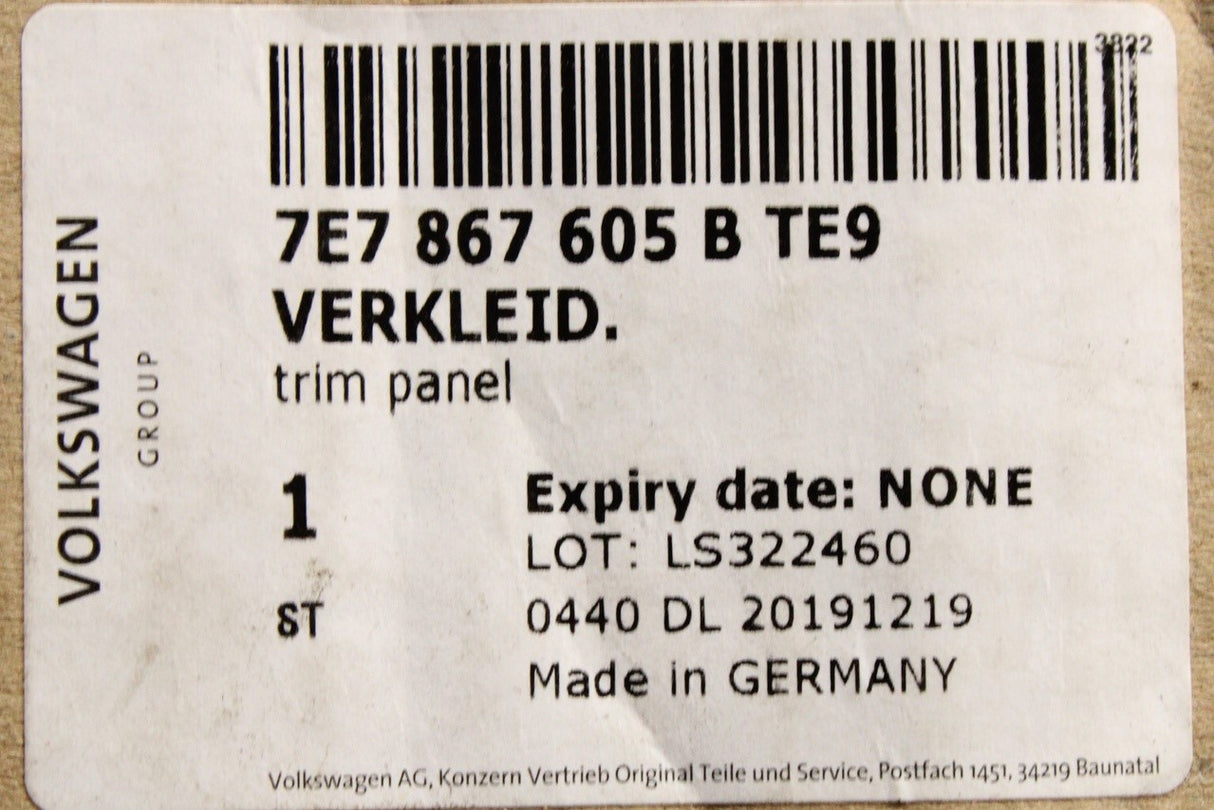 3822
7E7 867 605 B TE9
VERKLEID.
trim panel
1
ST
Expiry date: NONE
LOT: LS322460
0440 DL 20191219
Made in GERMANY
VOLKSWAGEN
GROUP
Volkswagen AG, Konzern Vertrieb Original Teile und Service, Postfach 1451, 34219 Baunatal